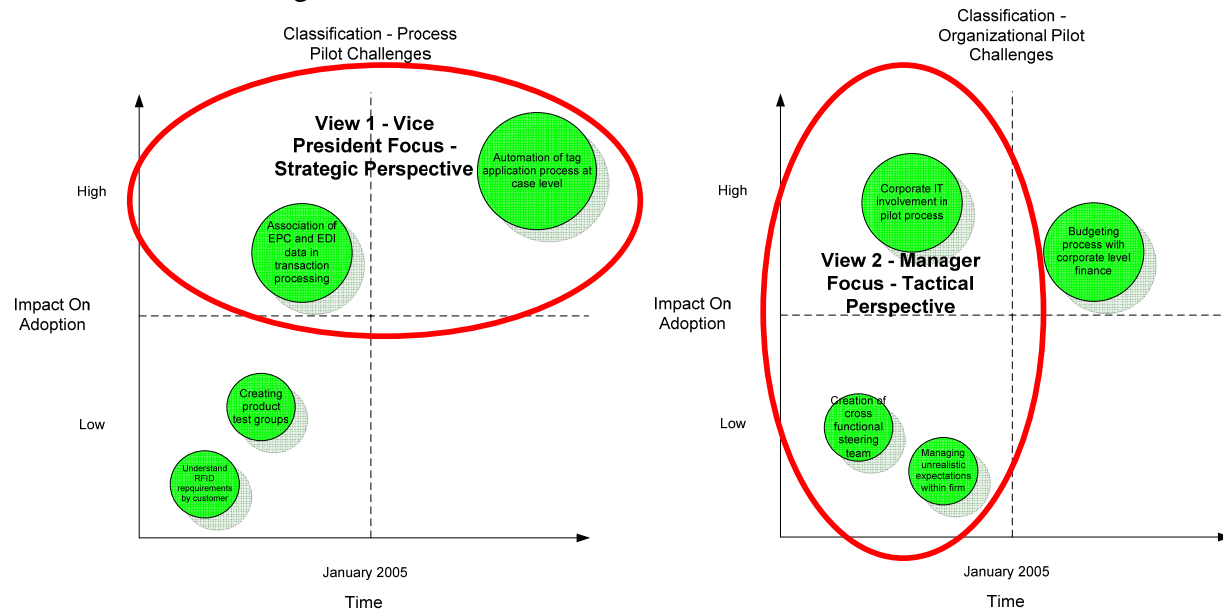 Classification - Process
Pilot Challenges
View 1 - Vice
President Focus -
Strategic Perspective
Automation of tag
application process at
case level
High
Association of
EPC and EDI
data in
transaction
processing
Impact On
Adoption
Creating
product
test groups
Low
Understand
RFID
repquirements
by customer
January 2005
Time
Classification -
Organizational Pilot
Challenges
High
Corporate IT
involvement in
pilot process
Budgeting
process with
corporate level
finance
View 2 - Manager
Focus - Tactical
Perspective
Impact On
Adoption
Low
Creation of
cross
functional
steering
team
Managing
unrealistic
expectations
within firm
January 2005
Time